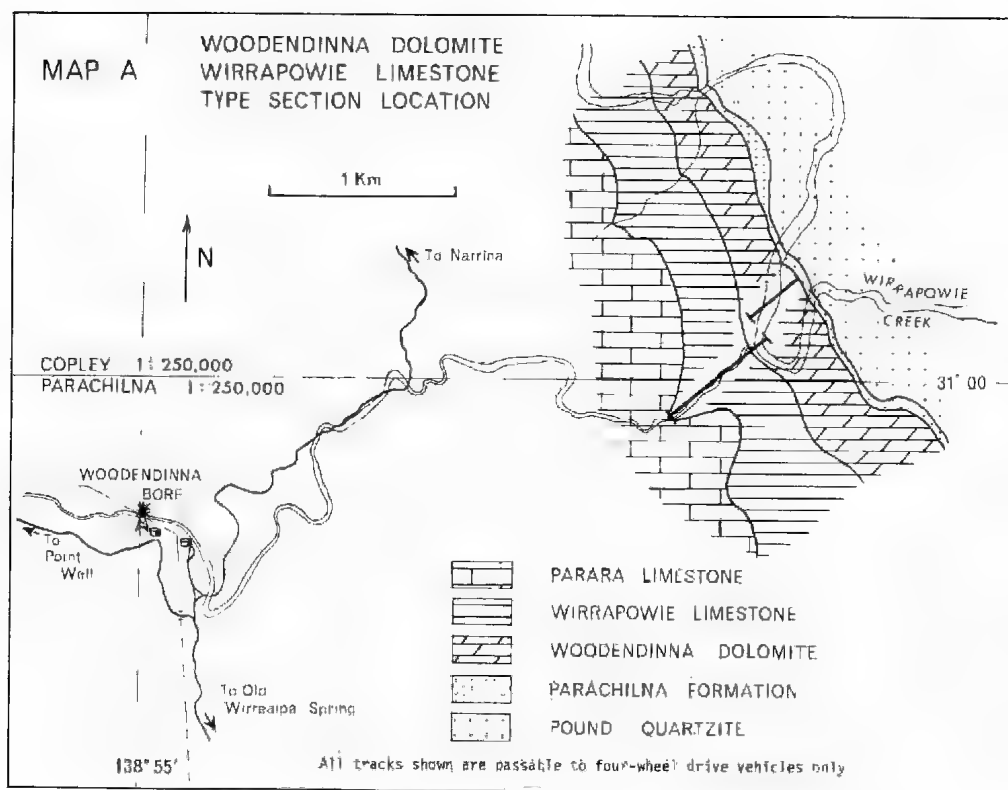 MAP A
WOODENDINNA DOLOMITE
WIRRAPOWIE LIMESTONE
TYPE SECTION LOCATION
1 Km
N
To Narrina
WIRRAPOWIE
CREEK
COPLEY 1:250,000
PARACHILNA 1:250,000
31° 00
WOODENDINNA
BORE
To
Point
Well
To Old
Wirrealpa Spring
PARARA LIMESTONE
WIRRAPOWIE LIMESTONE
WOODENDINNA DOLOMITE
PARACHILNA FORMATION
POUND QUARTZITE
138° 55'
All tracks shown are passable to four-wheel drive vehicles only